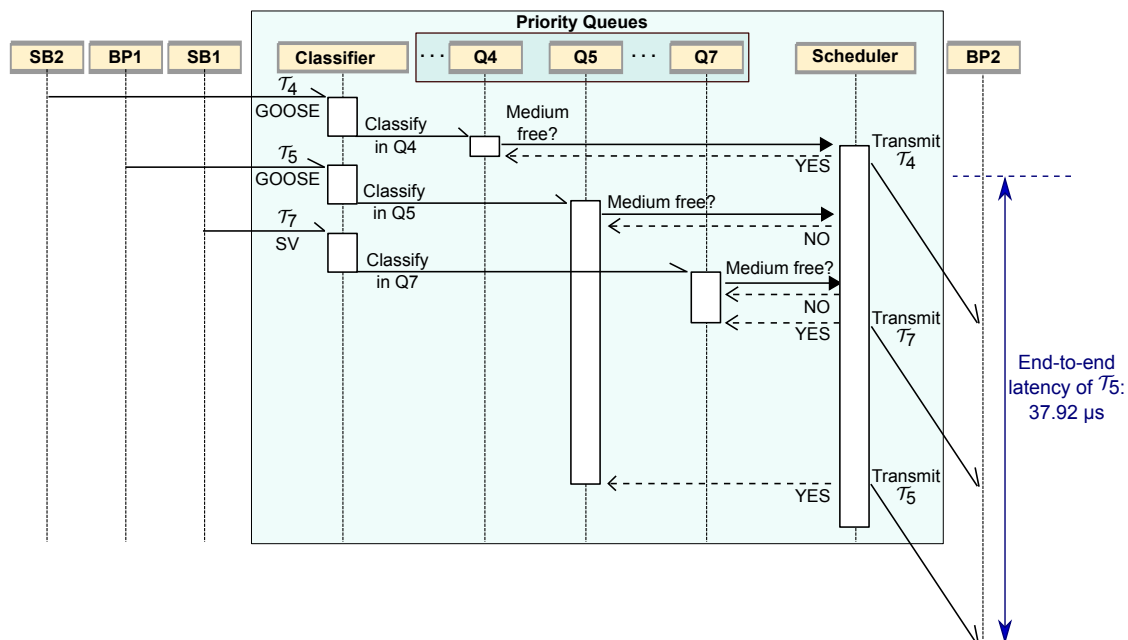 Priority Queues
SB2 BP1 SB1 Classifier ··· Q4 Q5 ··· Q7 Scheduler BP2
𝒯4
GOOSE
Classify
in Q4
Medium
free?
YES
Transmit
𝒯4
𝒯5
GOOSE
Classify
in Q5
Medium free?
NO
𝒯7
SV
Classify
in Q7
Medium free?
NO
YES
Transmit
𝒯7
End-to-end
latency of 𝒯5:
37.92 µs
YES
Transmit
𝒯5